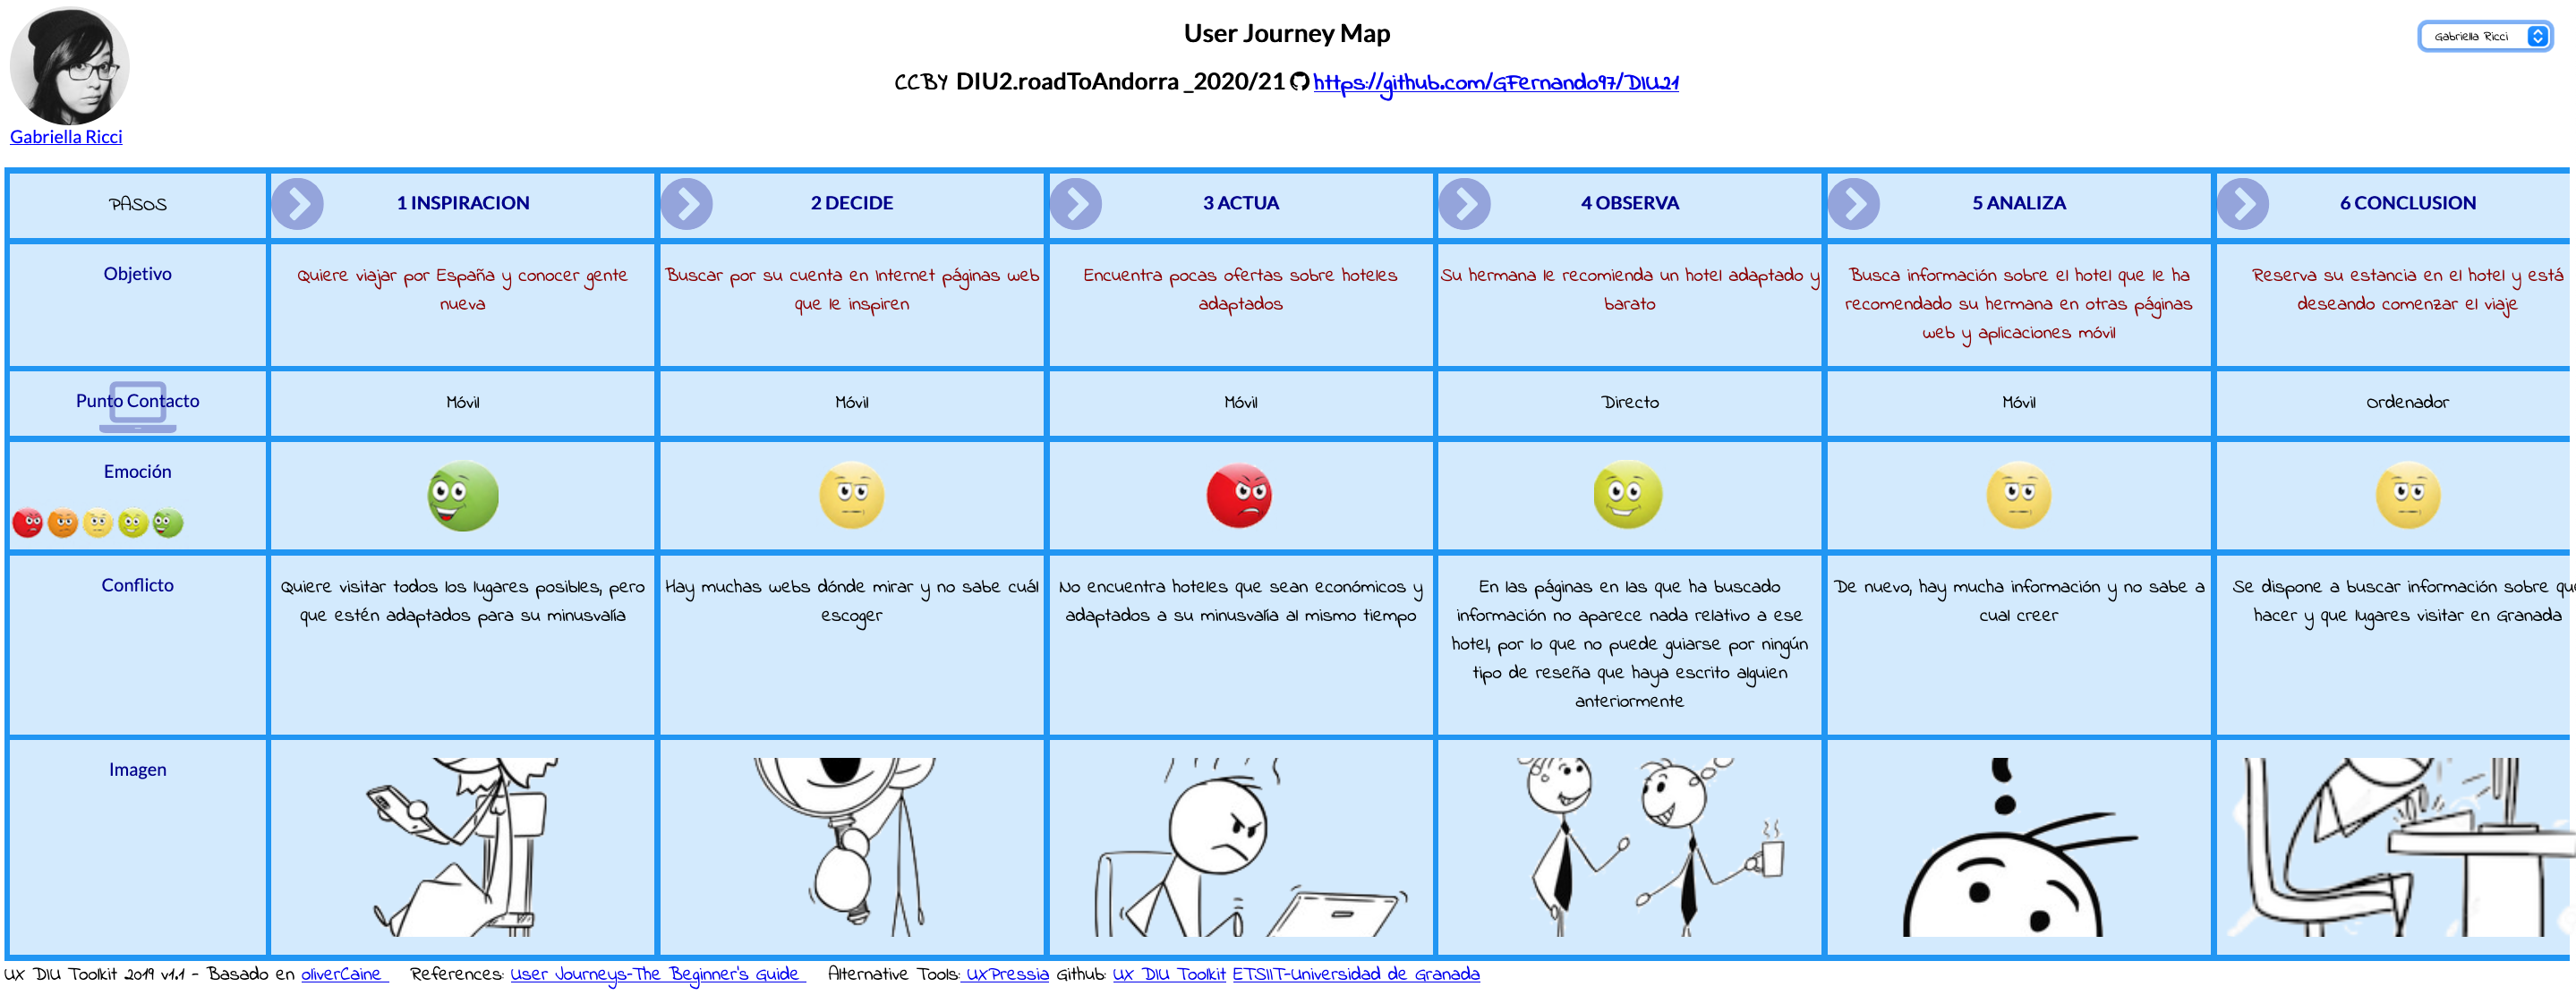 User Journey Map
Gabriella Ricci
CCBY DIU2.roadToAndorra _2020/21 https://github.com/GFernando97/DIU21
Gabriella Ricci
PASOS
1 INSPIRACION
2 DECIDE
3 ACTUA
4 OBSERVA
5 ANALIZA
6 CONCLUSION
Objetivo
Quiere viajar por España y conocer gente
nueva
Buscar por su cuenta en Internet páginas web
que le inspiren
Encuentra pocas ofertas sobre hoteles
adaptados
Su hermana le recomienda un hotel adaptado y
barato
Busca información sobre el hotel que le ha
recomendado su hermana en otras páginas
web y aplicaciones móvil
Reserva su estancia en el hotel y está
deseando comenzar el viaje
Punto Contacto
Móvil
Móvil
Móvil
Directo
Móvil
Ordenador
Emoción
Conflicto
Quiere visitar todos los lugares posibles, pero
que estén adaptados para su minusvalía
Hay muchas webs dónde mirar y no sabe cuál
escoger
No encuentra hoteles que sean económicos y
adaptados a su minusvalía al mismo tiempo
En las páginas en las que ha buscado
información no aparece nada relativo a ese
hotel, por lo que no puede guiarse por ningún
tipo de reseña que haya escrito alguien
anteriormente
De nuevo, hay mucha información y no sabe a
cual creer
Se dispone a buscar información sobre que
hacer y que lugares visitar en Granada
Imagen
UX DIU Toolkit 2019 v1.1 - Basado en oliverCaine References: User Journeys-The Beginner's Guide Alternative Tools: UXPressia Github: UX DIU Toolkit ETSIIT-Universidad de Granada